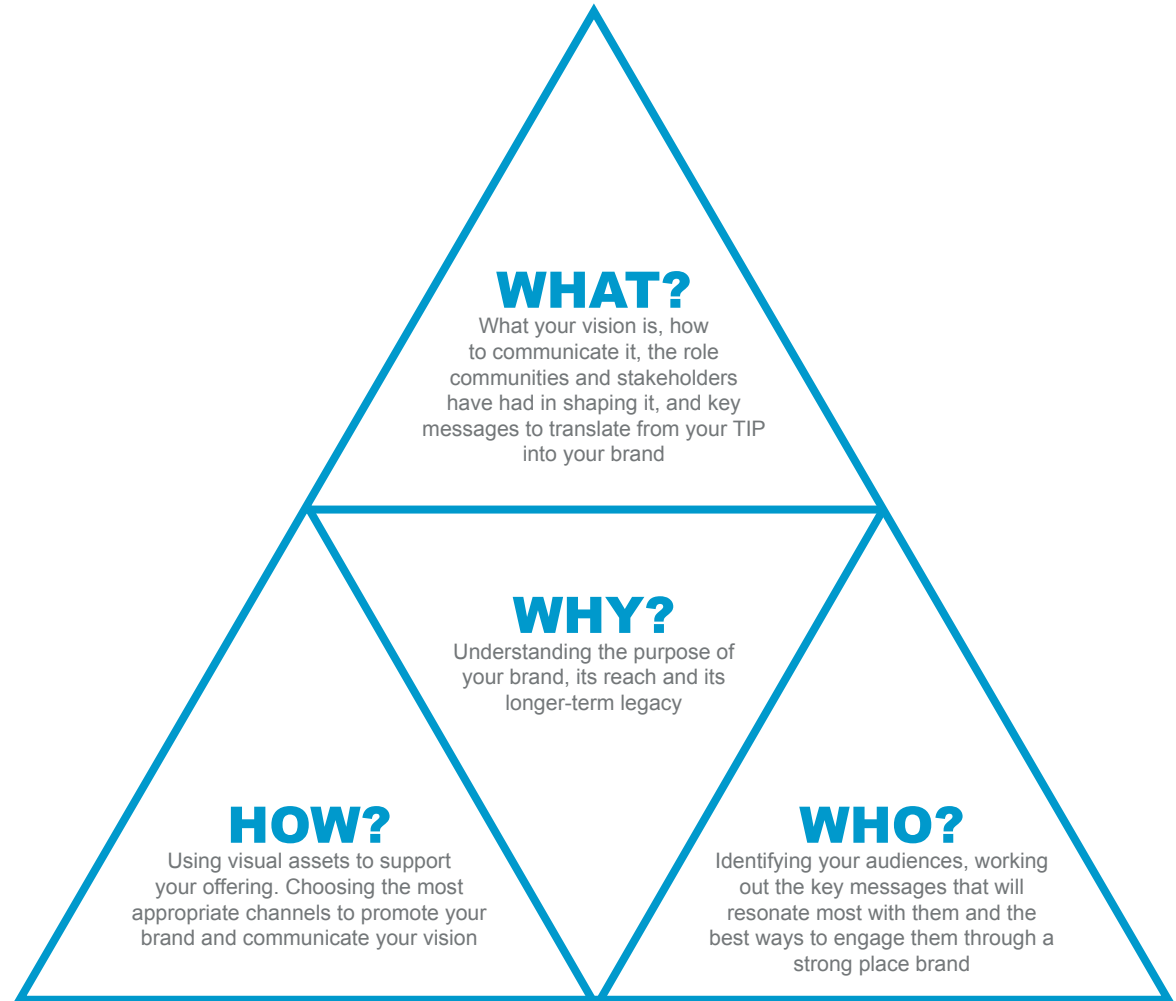 WHAT?
What your vision is, how
to communicate it, the role
communities and stakeholders
have had in shaping it, and key
messages to translate from your TIP
into your brand
WHY?
Understanding the purpose of
your brand, its reach and its
longer-term legacy
HOW?
Using visual assets to support
your offering. Choosing the most
appropriate channels to promote your
brand and communicate your vision
WHO?
Identifying your audiences, working
out the key messages that will
resonate most with them and the
best ways to engage them through a
strong place brand